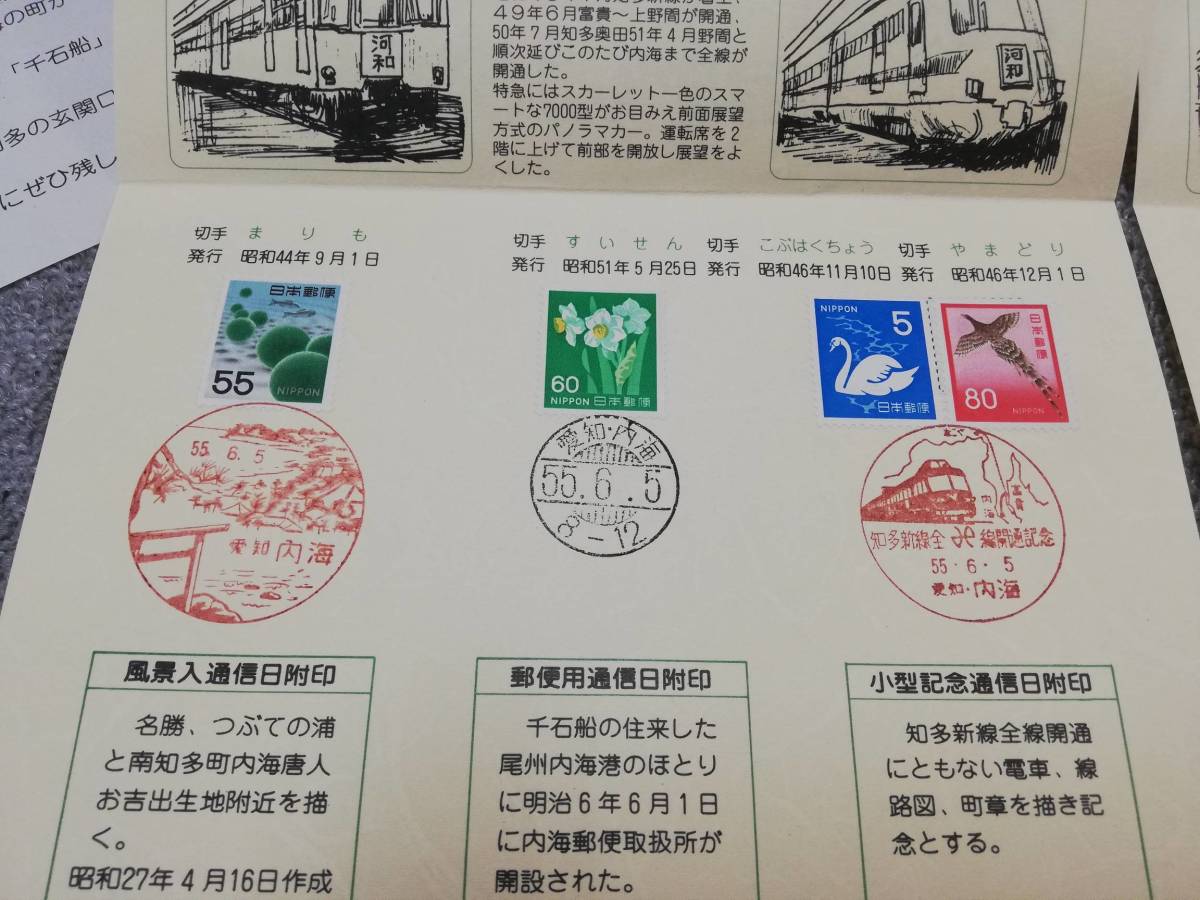 の町が
「千石船」
多の玄関口
にぜひ残し
河和
49年6月富貴〜上野間が開通、
50年7月知多奥田51年4月野間と
順次延びこのたび内海まで全線が
開通した。
特急にはスカーレット一色のスマ
ートな7000型がお目みえ前面展望
方式のパノラマカー。運転席を2
階に上げて前部を開放し展望をよ
くした。
河和
切手 まりも
発行 昭和44年9月1日
切手 すいせん
発行 昭和51年5月25日
切手 こぶはくちょう
発行 昭和46年11月10日
切手 やまどり
発行 昭和46年12月1日
日本郵便
55
NIPPON
60
NIPPON 日本郵便
NIPPON
5
日本郵便
日本郵便
80
NIPPON
55.6.5
愛知 内海
愛知・内海
55.6.5
8-12
内海
富貴
知多新線全線開通記念
55・6・5
愛知・内海
風景入通信日附印
名勝、つぶての浦
と南知多町内海唐人
お吉出生地附近を描
く。
昭和27年4月16日作成
郵便用通信日附印
千石船の住来した
尾州内海港のほとり
に明治6年6月1日
に内海郵便取扱所が
開設された。
小型記念通信日附印
知多新線全線開通
にともない電車、線
路図、町章を描き記
念とする。